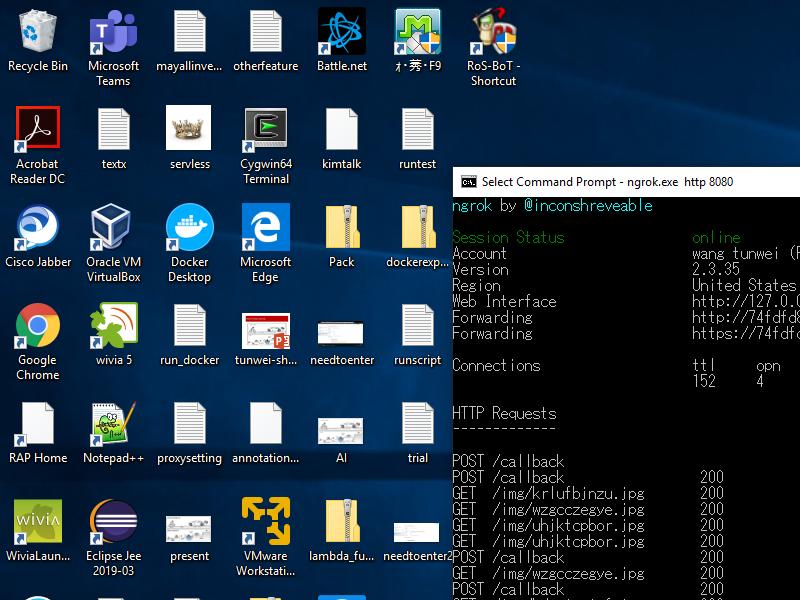 Recycle Bin
Microsoft Teams
mayallinve...
otherfeature
Battle.net
ｵ･莠･F9
RoS-BoT - Shortcut
Acrobat Reader DC
textx
servless
Cygwin64 Terminal
kimtalk
runtest
Cisco Jabber
Oracle VM VirtualBox
Docker Desktop
Microsoft Edge
Pack
dockerexp...
Google Chrome
wivia 5
run_docker
tunwei-sh...
needtoenter
runscript
RAP Home
Notepad++
proxysetting
annotation...
AI
trial
WiviaLaun...
Eclipse Jee 2019-03
present
VMware Workstati...
lambda_fu...
needtoenter2
wivia
Select Command Prompt - ngrok.exe http 8080
ngrok by @inconshreveable
Session Status online
Account wang tunwei (F
Version 2.3.35
Region United States
Web Interface http://127.0.0
Forwarding http://74fdfd8
Forwarding https://74fdfd
Connections ttl opn
152 4
HTTP Requests
-------------
POST /callback
POST /callback 200
GET /img/krlufbjnzu.jpg 200
GET /img/wzgcczegye.jpg 200
GET /img/uhjktcpbor.jpg 200
GET /img/uhjktcpbor.jpg 200
POST /callback 200
GET /img/wzgcczegye.jpg 200
POST /callback 200